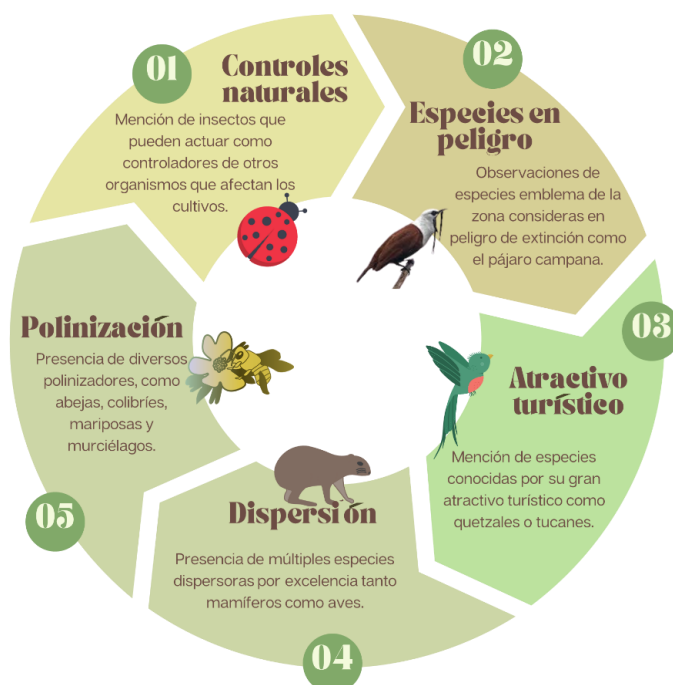 01
Controles
naturales
Mención de insectos que
pueden actuar como
controladores de otros
organismos que afectan los
cultivos.
02
Especies en
peligro
Observaciones de
especies emblema de la
zona consideras en
peligro de extinción como
el pájaro campana.
03
Atractivo
turístico
Mención de especies
conocidas por su gran
atractivo turístico como
quetzales o tucanes.
Dispersión
Presencia de múltiples especies
dispersoras por excelencia tanto
mamíferos como aves.
04
Polinización
Presencia de diversos
polinizadores, como
abejas, colibríes,
mariposas y
murciélagos.
05